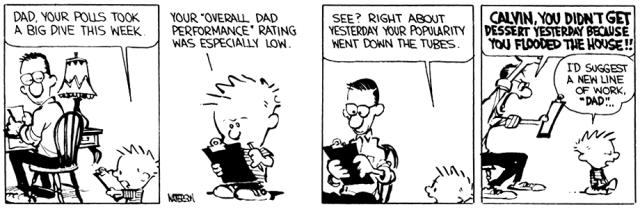 DAD, YOUR POLLS TOOK
A BIG DIVE THIS WEEK.
YOUR "OVERALL DAD
PERFORMANCE" RATING
WAS ESPECIALLY LOW.
WATTERSON
SEE? RIGHT ABOUT
YESTERDAY YOUR POPULARITY
WENT DOWN THE TUBES.
CALVIN, YOU DIDN'T GET
DESSERT YESTERDAY BECAUSE
YOU FLOODED THE HOUSE!!
I'D SUGGEST
A NEW LINE
OF WORK,
"DAD"...